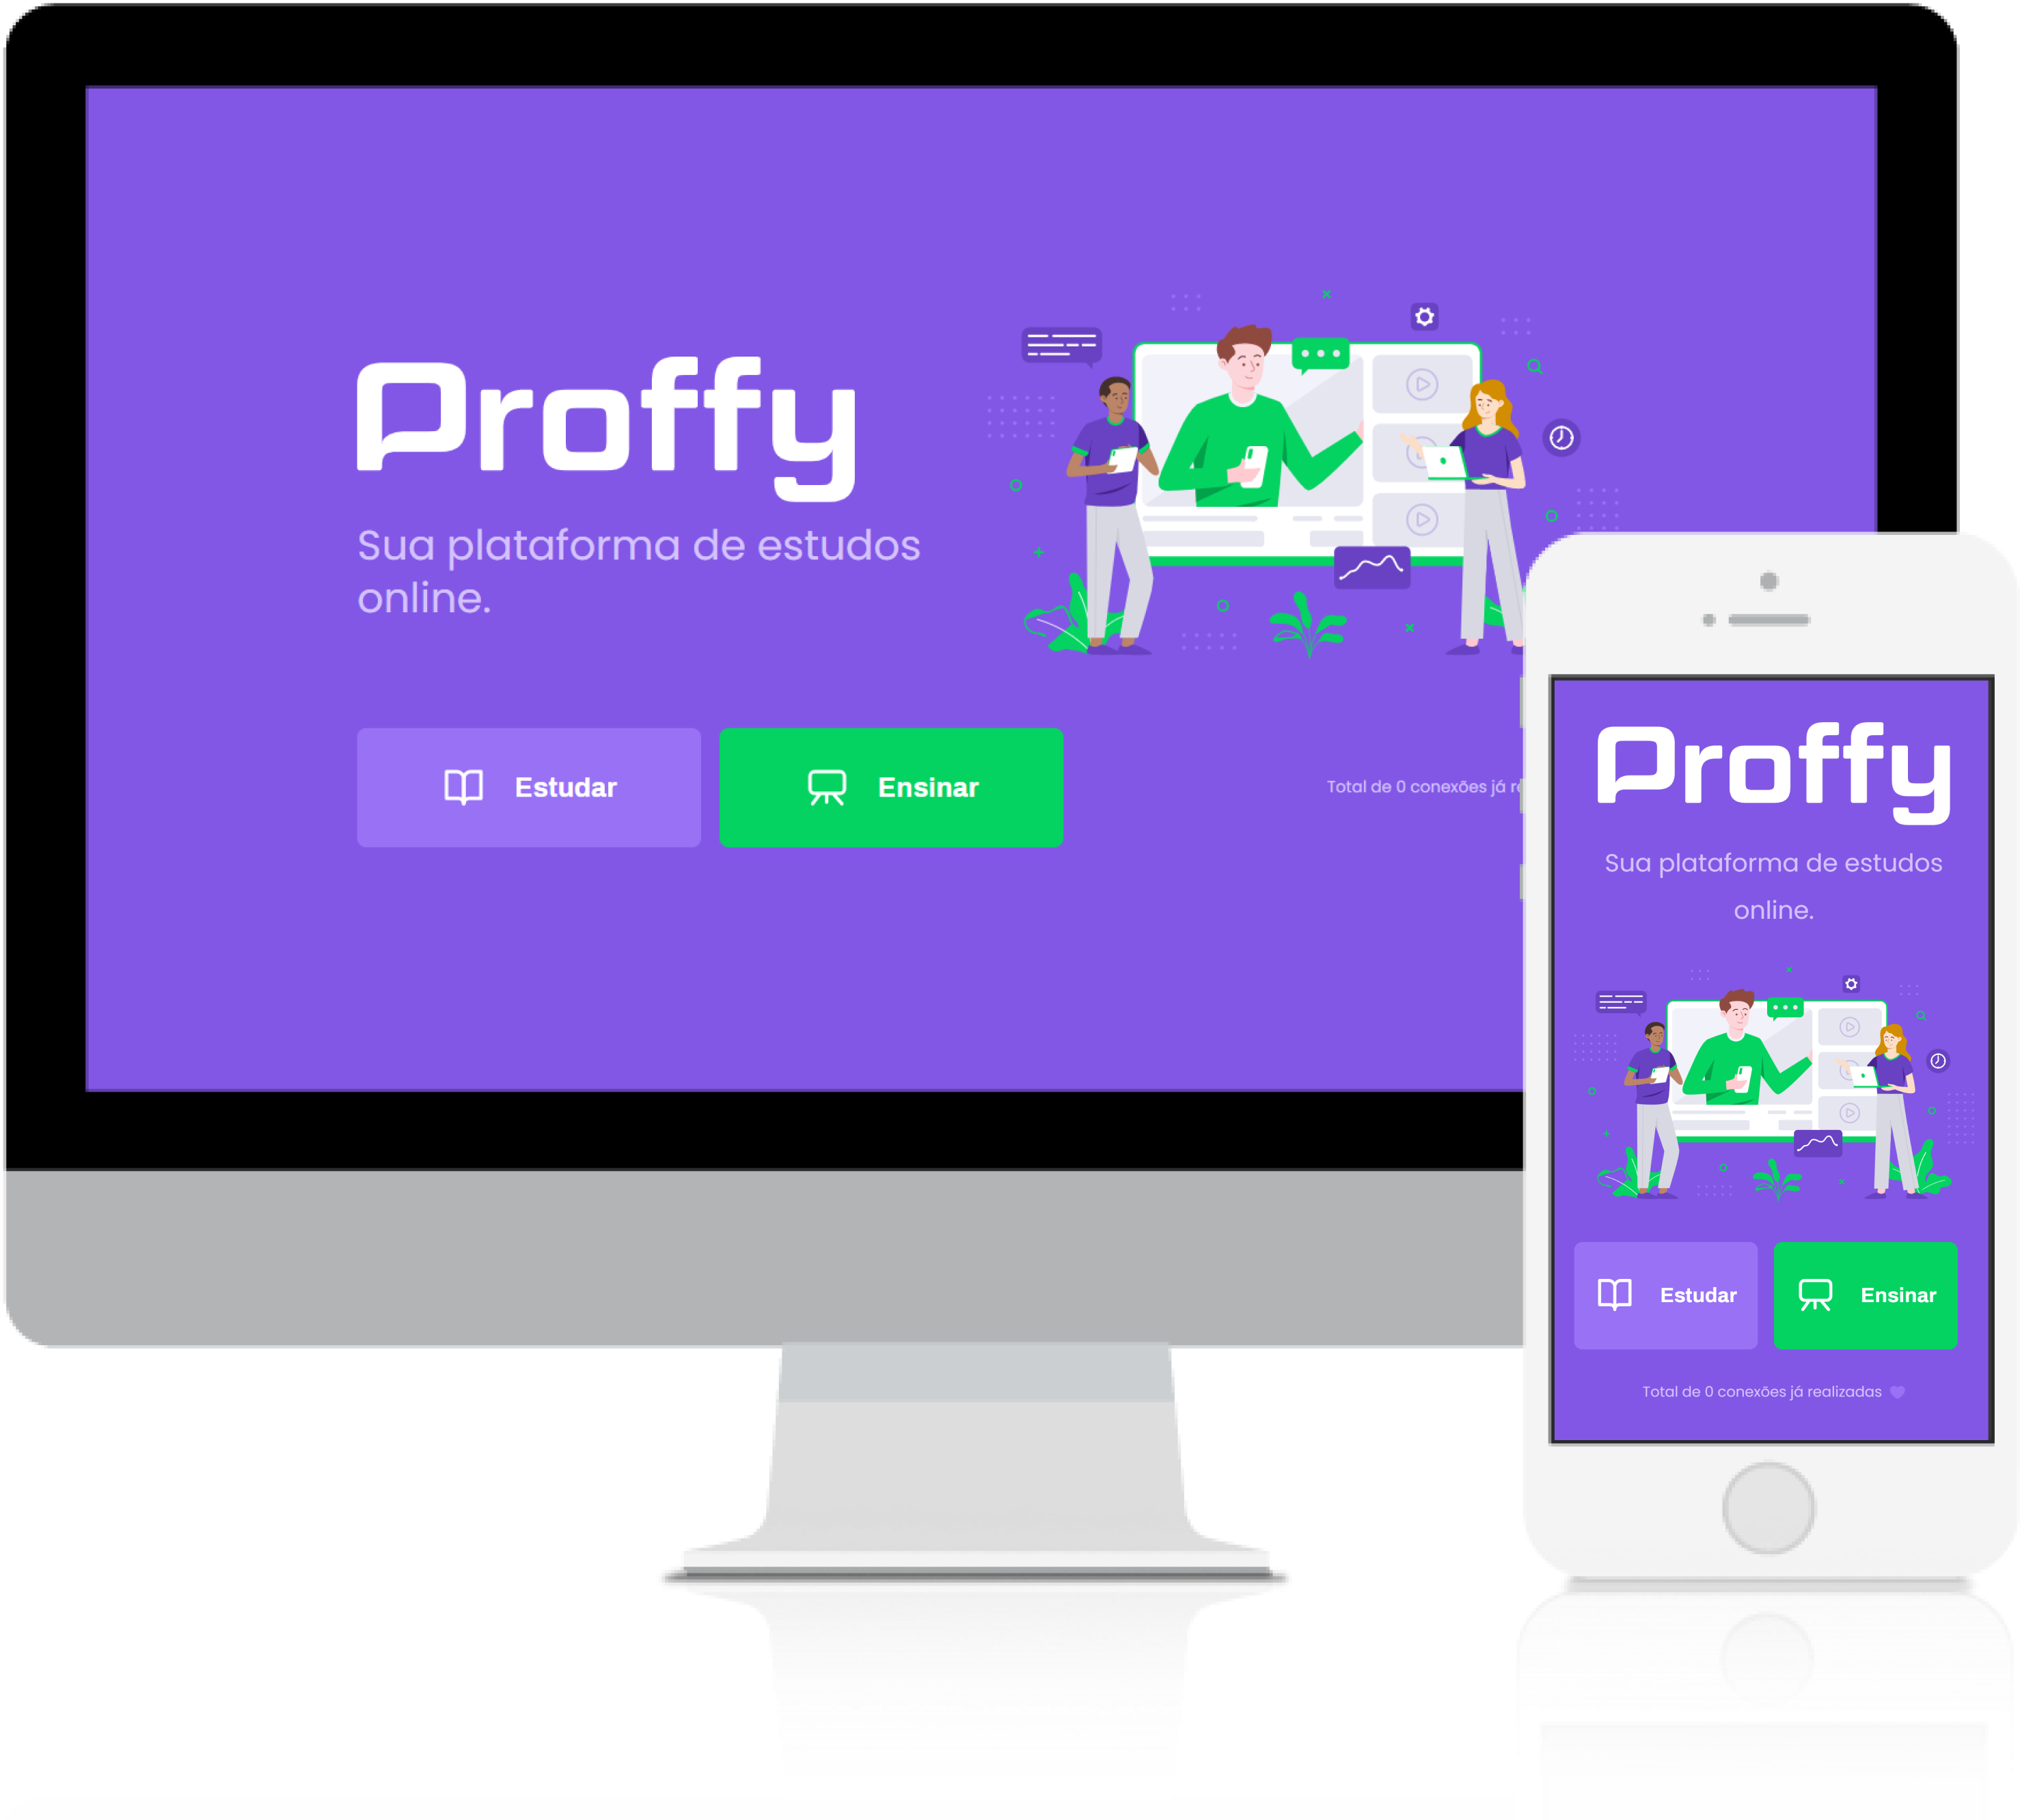 Proffy
Sua plataforma de estudos
online.
Estudar
Ensinar
Total de 0 conexões já
Proffy
Sua plataforma de estudos
online.
Estudar
Ensinar
Total de 0 conexões já realizadas